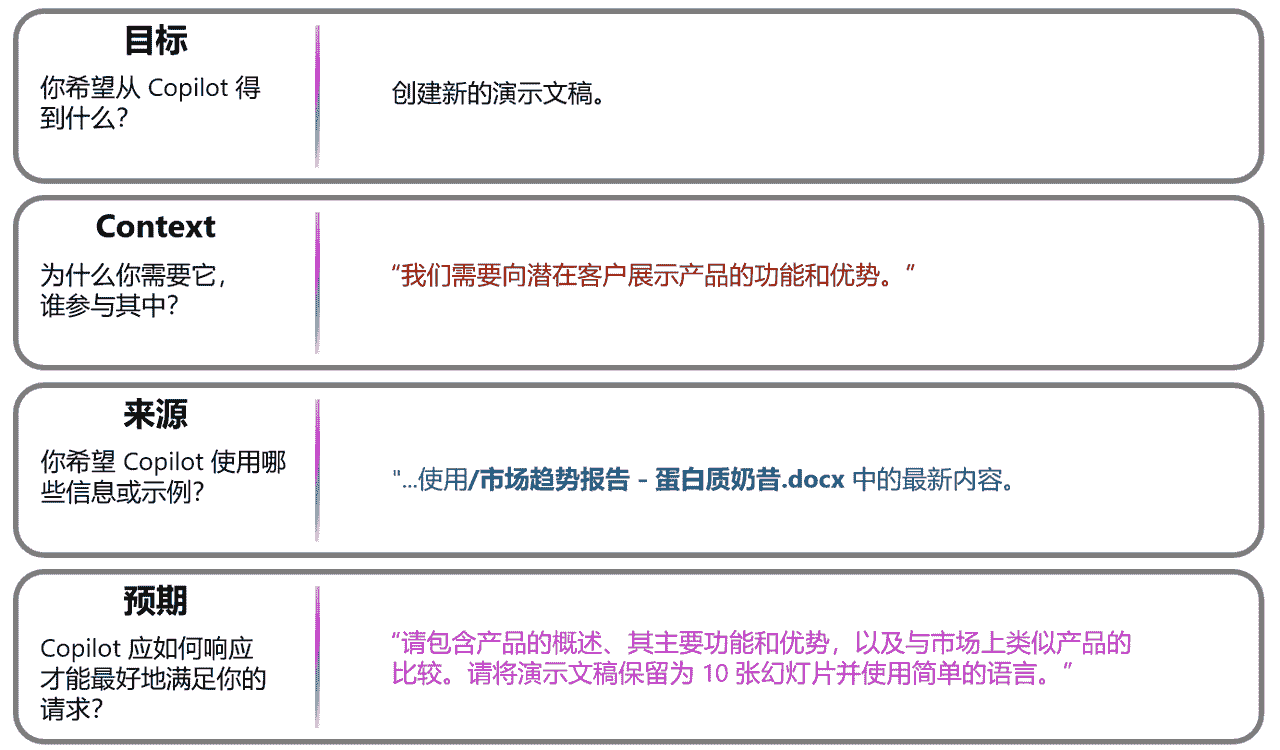 目标
你希望从 Copilot 得
到什么？
创建新的演示文稿。
Context
为什么你需要它，
谁参与其中？
“我们需要向潜在客户展示产品的功能和优势。“
来源
你希望 Copilot 使用哪
些信息或示例？
"...使用/市场趋势报告 - 蛋白质奶昔.docx 中的最新内容。
预期
Copilot 应如何响应
才能最好地满足你的
请求？
“请包含产品的概述、其主要功能和优势，以及与市场上类似产品的
比较。请将演示文稿保留为 10 张幻灯片并使用简单的语言。”